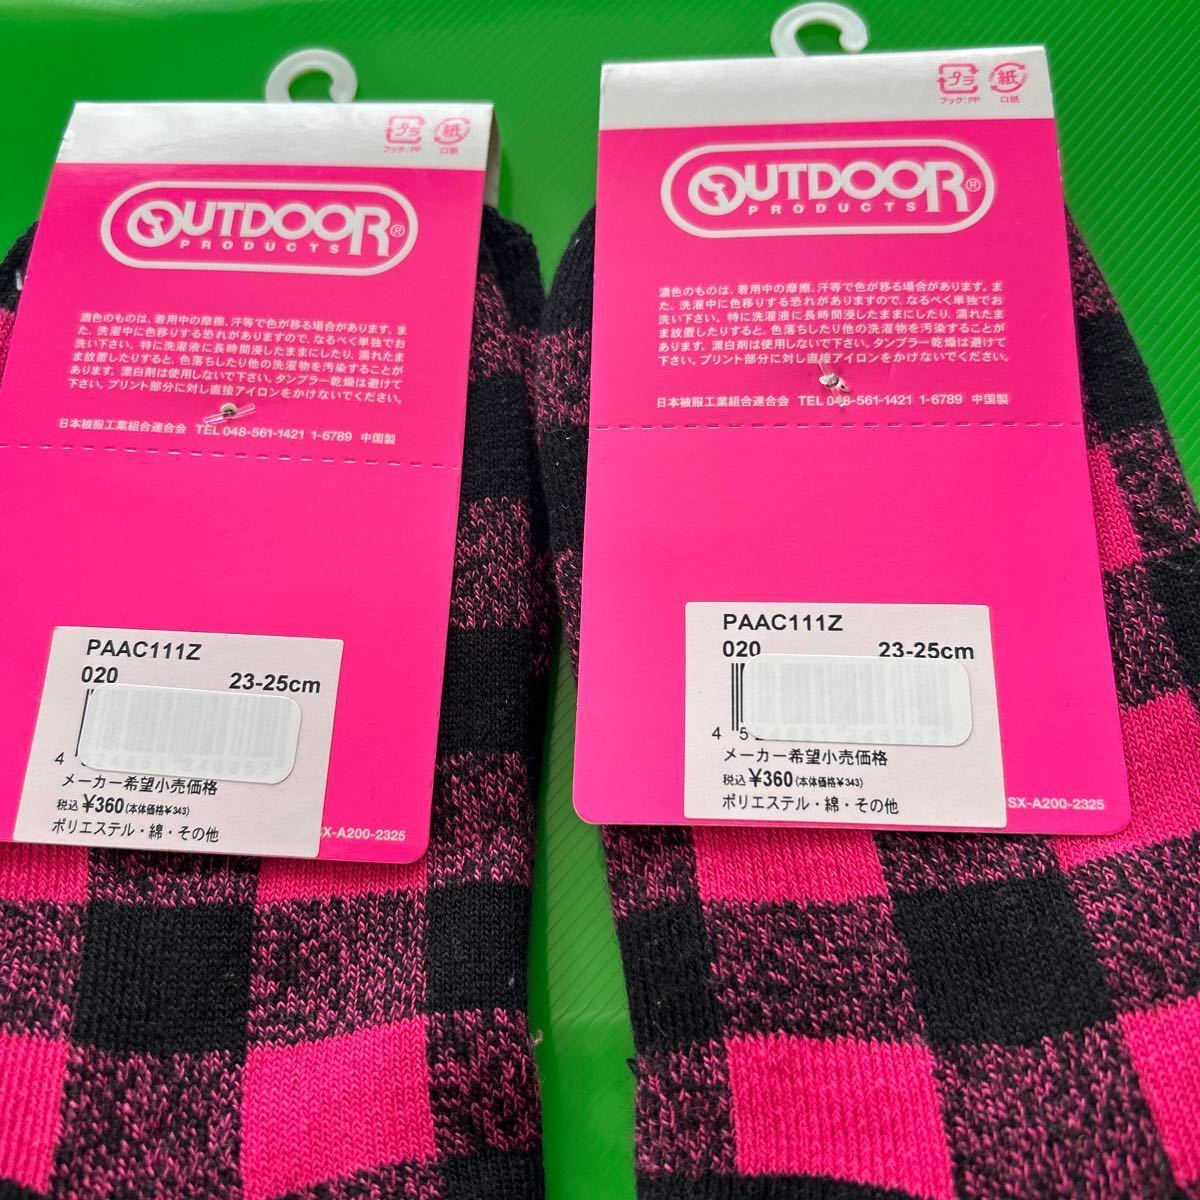 プラ
フック:PP
紙
口紙
OUTDOOR®
PRODUCTS
濃色のものは、着用中の摩擦、汗等で色が移る場合があります。ま
た、洗濯中に色移りする恐れがありますので、なるべく単独でお
洗い下さい。特に洗濯液に長時間浸したままにしたり、濡れたま
ま放置したりすると、色落ちしたり他の洗濯物を汚染することが
あります。漂白剤は使用しないで下さい。タンブラー乾燥は避けて
下さい。プリント部分に対し直接アイロンをかけないでください。
日本被服工業組合連合会 TEL 048-561-1421 1-6789 中国製
PAAC111Z
020 23-25cm
メーカー希望小売価格
税込 ¥360(本体価格¥343)
ポリエステル・綿・その他
SX-A200-2325
プラ
フック:PP
紙
口紙
OUTDOOR®
PRODUCTS
濃色のものは、着用中の摩擦、汗等で色が移る場合があります。ま
た、洗濯中に色移りする恐れがありますので、なるべく単独でお
洗い下さい。特に洗濯液に長時間浸したままにしたり、濡れたま
ま放置したりすると、色落ちしたり他の洗濯物を汚染することが
あります。漂白剤は使用しないで下さい。タンブラー乾燥は避けて
下さい。プリント部分に対し直接アイロンをかけないでください。
日本被服工業組合連合会 TEL 048-561-1421 1-6789 中国製
PAAC111Z
020 23-25cm
メーカー希望小売価格
税込 ¥360(本体価格¥343)
ポリエステル・綿・その他
SX-A200-2325